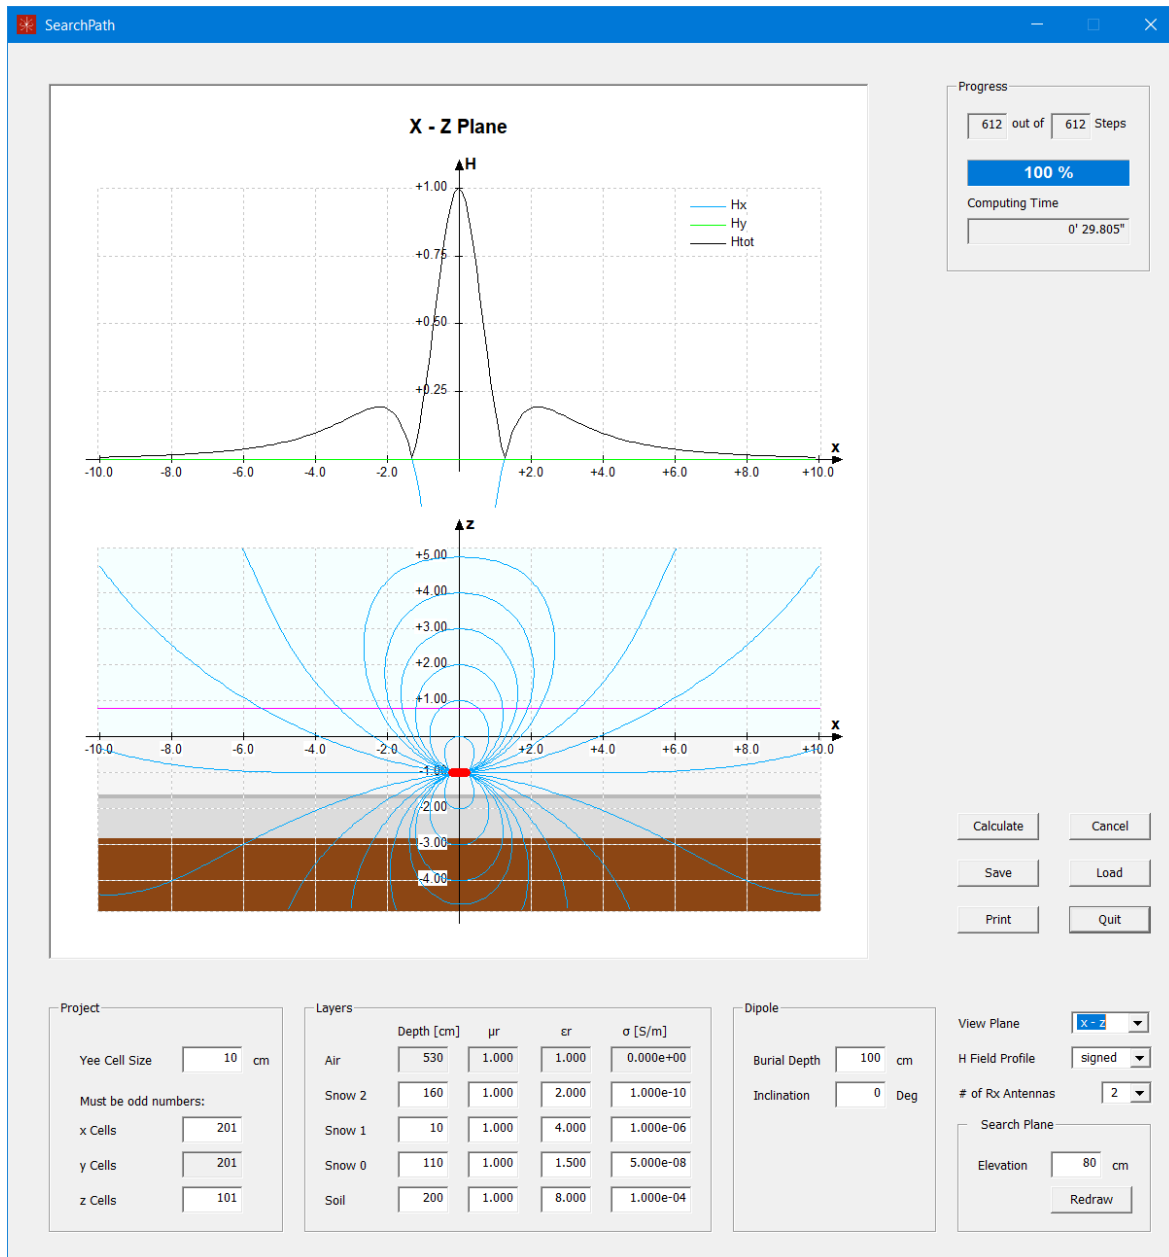 SearchPath
X - Z Plane
H
+1.00
+0.75
+0.50
+0.25
Hx
Hy
Htot
x
-10.0 -8.0 -6.0 -4.0 -2.0 +2.0 +4.0 +6.0 +8.0 +10.0
z
+5.00
+4.00
+3.00
+2.00
+1.00
x
-10.0 -8.0 -6.0 -4.0 -2.0 +2.0 +4.0 +6.0 +8.0 +10.0
-1.00
-2.00
-3.00
-4.00
Progress
612 out of 612 Steps
100 %
Computing Time
0' 29.805"
Calculate Cancel
Save Load
Print Quit
Project
Yee Cell Size 10 cm
Must be odd numbers:
x Cells 201
y Cells 201
z Cells 101
Layers
Depth [cm] μr εr σ [S/m]
Air 530 1.000 1.000 0.000e+00
Snow 2 160 1.000 2.000 1.000e-10
Snow 1 10 1.000 4.000 1.000e-06
Snow 0 110 1.000 1.500 5.000e-08
Soil 200 1.000 8.000 1.000e-04
Dipole
Burial Depth 100 cm
Inclination 0 Deg
View Plane x - z
H Field Profile signed
# of Rx Antennas 2
Search Plane
Elevation 80 cm
Redraw